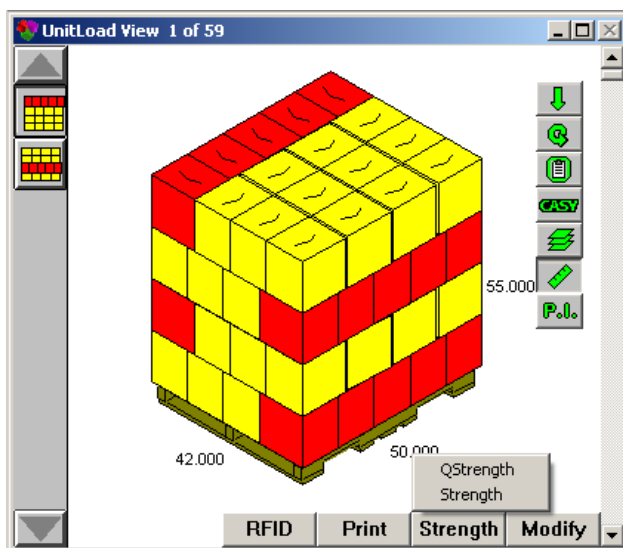 UnitLoad View 1 of 59
CASY
55.000
P.I.
42.000
50.000
QStrength
Strength
RFID Print Strength Modify